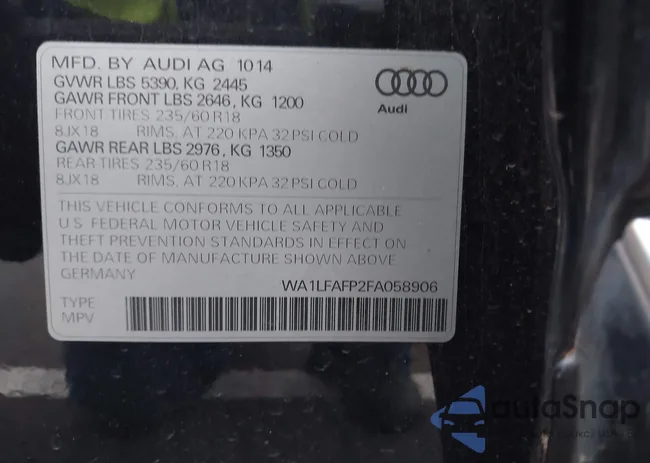 MFD. BY AUDI AG 1014
GVWR LBS 5390, KG 2445
GAWR FRONT LBS 2646, KG 1200
FRONT TIRES 235/60 R18
8JX18 RIMS, AT 220 KPA 32 PSI COLD
GAWR REAR LBS 2976, KG 1350
REAR TIRES 235/60 R18
8JX18 RIMS, AT 220 KPA 32 PSI COLD
Audi
THIS VEHICLE CONFORMS TO ALL APPLICABLE
U.S. FEDERAL MOTOR VEHICLE SAFETY AND
THEFT PREVENTION STANDARDS IN EFFECT ON
THE DATE OF MANUFACTURE SHOWN ABOVE
GERMANY
WA1LFAFP2FA058906
TYPE
MPV
autoSnap